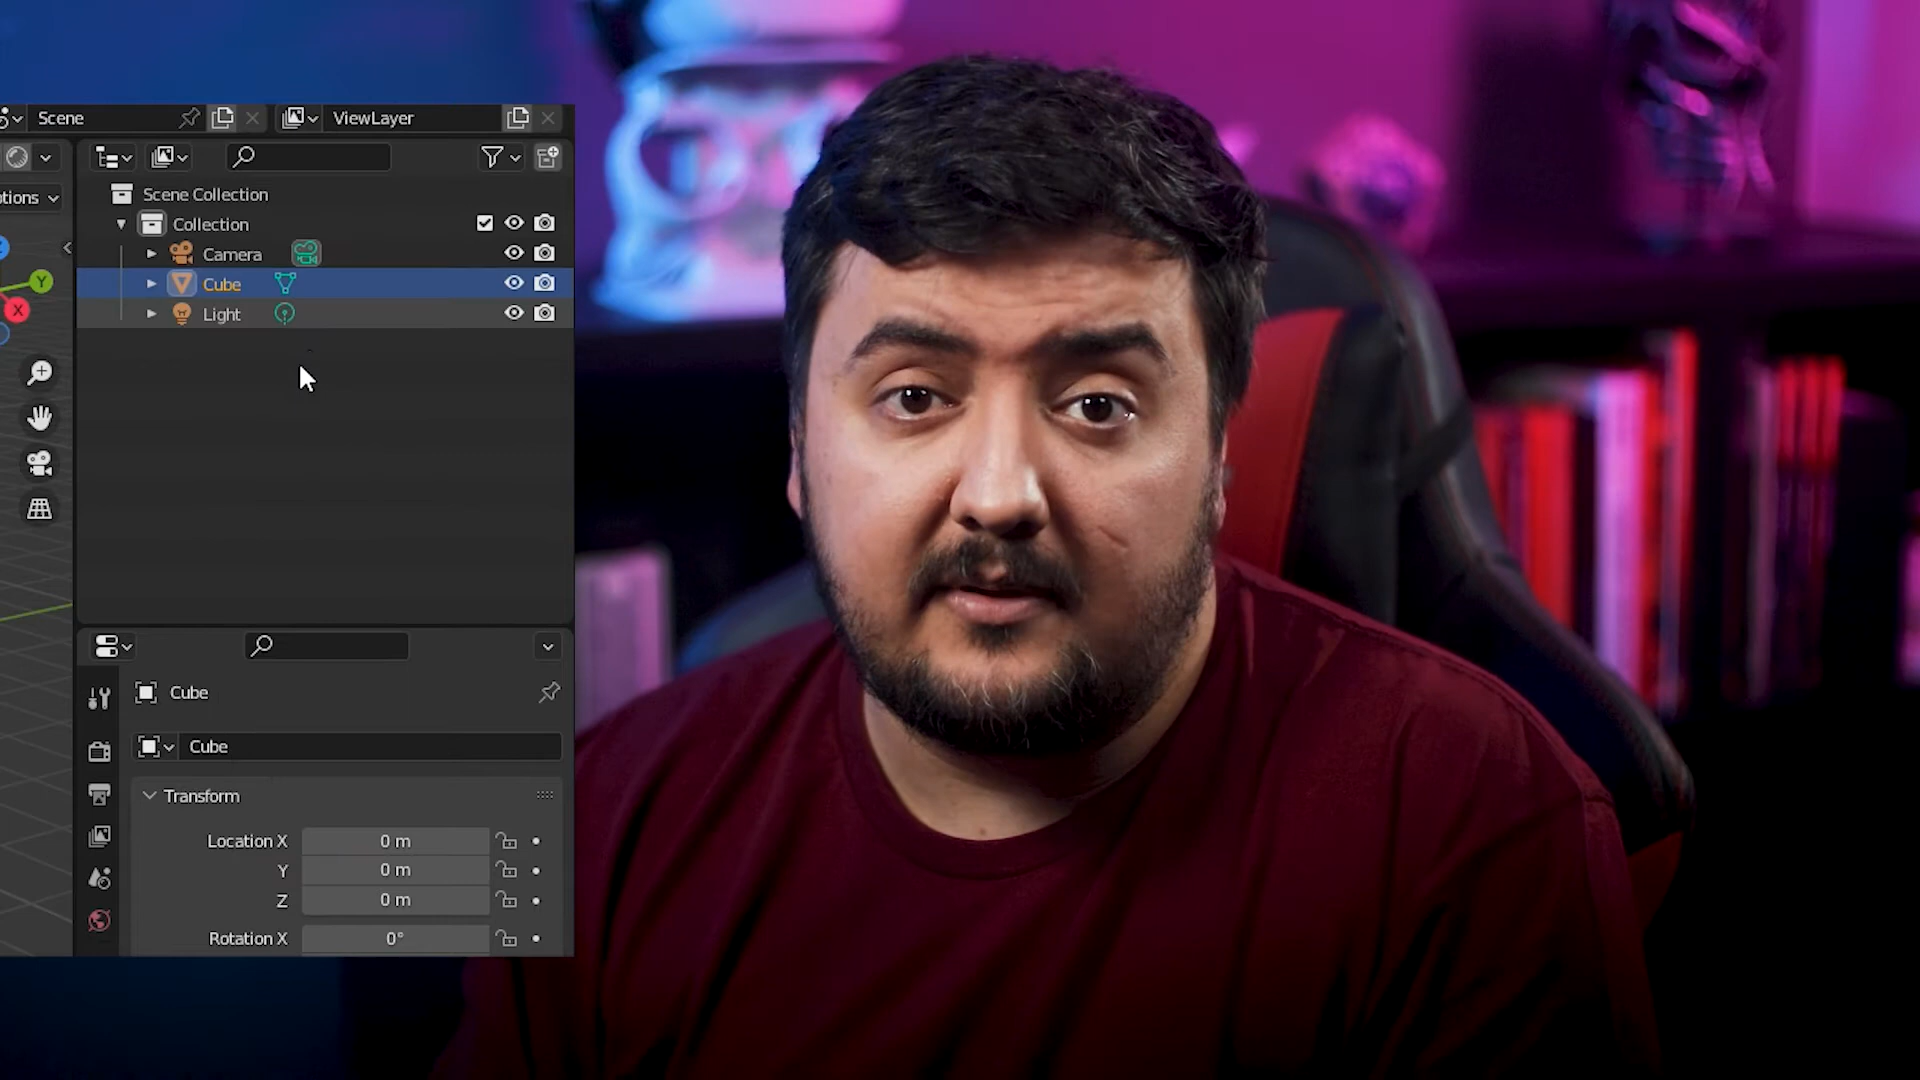 Scene ViewLayer
tions
Scene Collection
Collection
Camera
Y
Cube
X
Light
Cube
Cube
Transform
Location X 0 m
Y 0 m
Z 0 m
Rotation X 0°